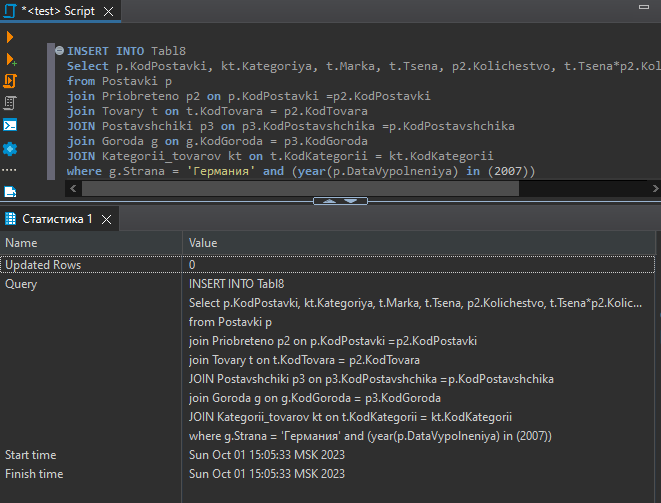 *<test> Script
INSERT INTO Tabl8
Select p.KodPostavki, kt.Kategoriya, t.Marka, t.Tsena, p2.Kolichestvo, t.Tsena*p2.Kol
from Postavki p
join Priobreteno p2 on p.KodPostavki =p2.KodPostavki
join Tovary t on t.KodTovara = p2.KodTovara
JOIN Postavshchiki p3 on p3.KodPostavshchika =p.KodPostavshchika
join Goroda g on g.KodGoroda = p3.KodGoroda
JOIN Kategorii_tovarov kt on t.KodKategorii = kt.KodKategorii
where g.Strana = 'Германия' and (year(p.DataVypolneniya) in (2007))
Статистика 1
Name Value
Updated Rows 0
Query INSERT INTO Tabl8
Select p.KodPostavki, kt.Kategoriya, t.Marka, t.Tsena, p2.Kolichestvo, t.Tsena*p2.Kolic...
from Postavki p
join Priobreteno p2 on p.KodPostavki =p2.KodPostavki
join Tovary t on t.KodTovara = p2.KodTovara
JOIN Postavshchiki p3 on p3.KodPostavshchika =p.KodPostavshchika
join Goroda g on g.KodGoroda = p3.KodGoroda
JOIN Kategorii_tovarov kt on t.KodKategorii = kt.KodKategorii
where g.Strana = 'Германия' and (year(p.DataVypolneniya) in (2007))
Start time Sun Oct 01 15:05:33 MSK 2023
Finish time Sun Oct 01 15:05:33 MSK 2023